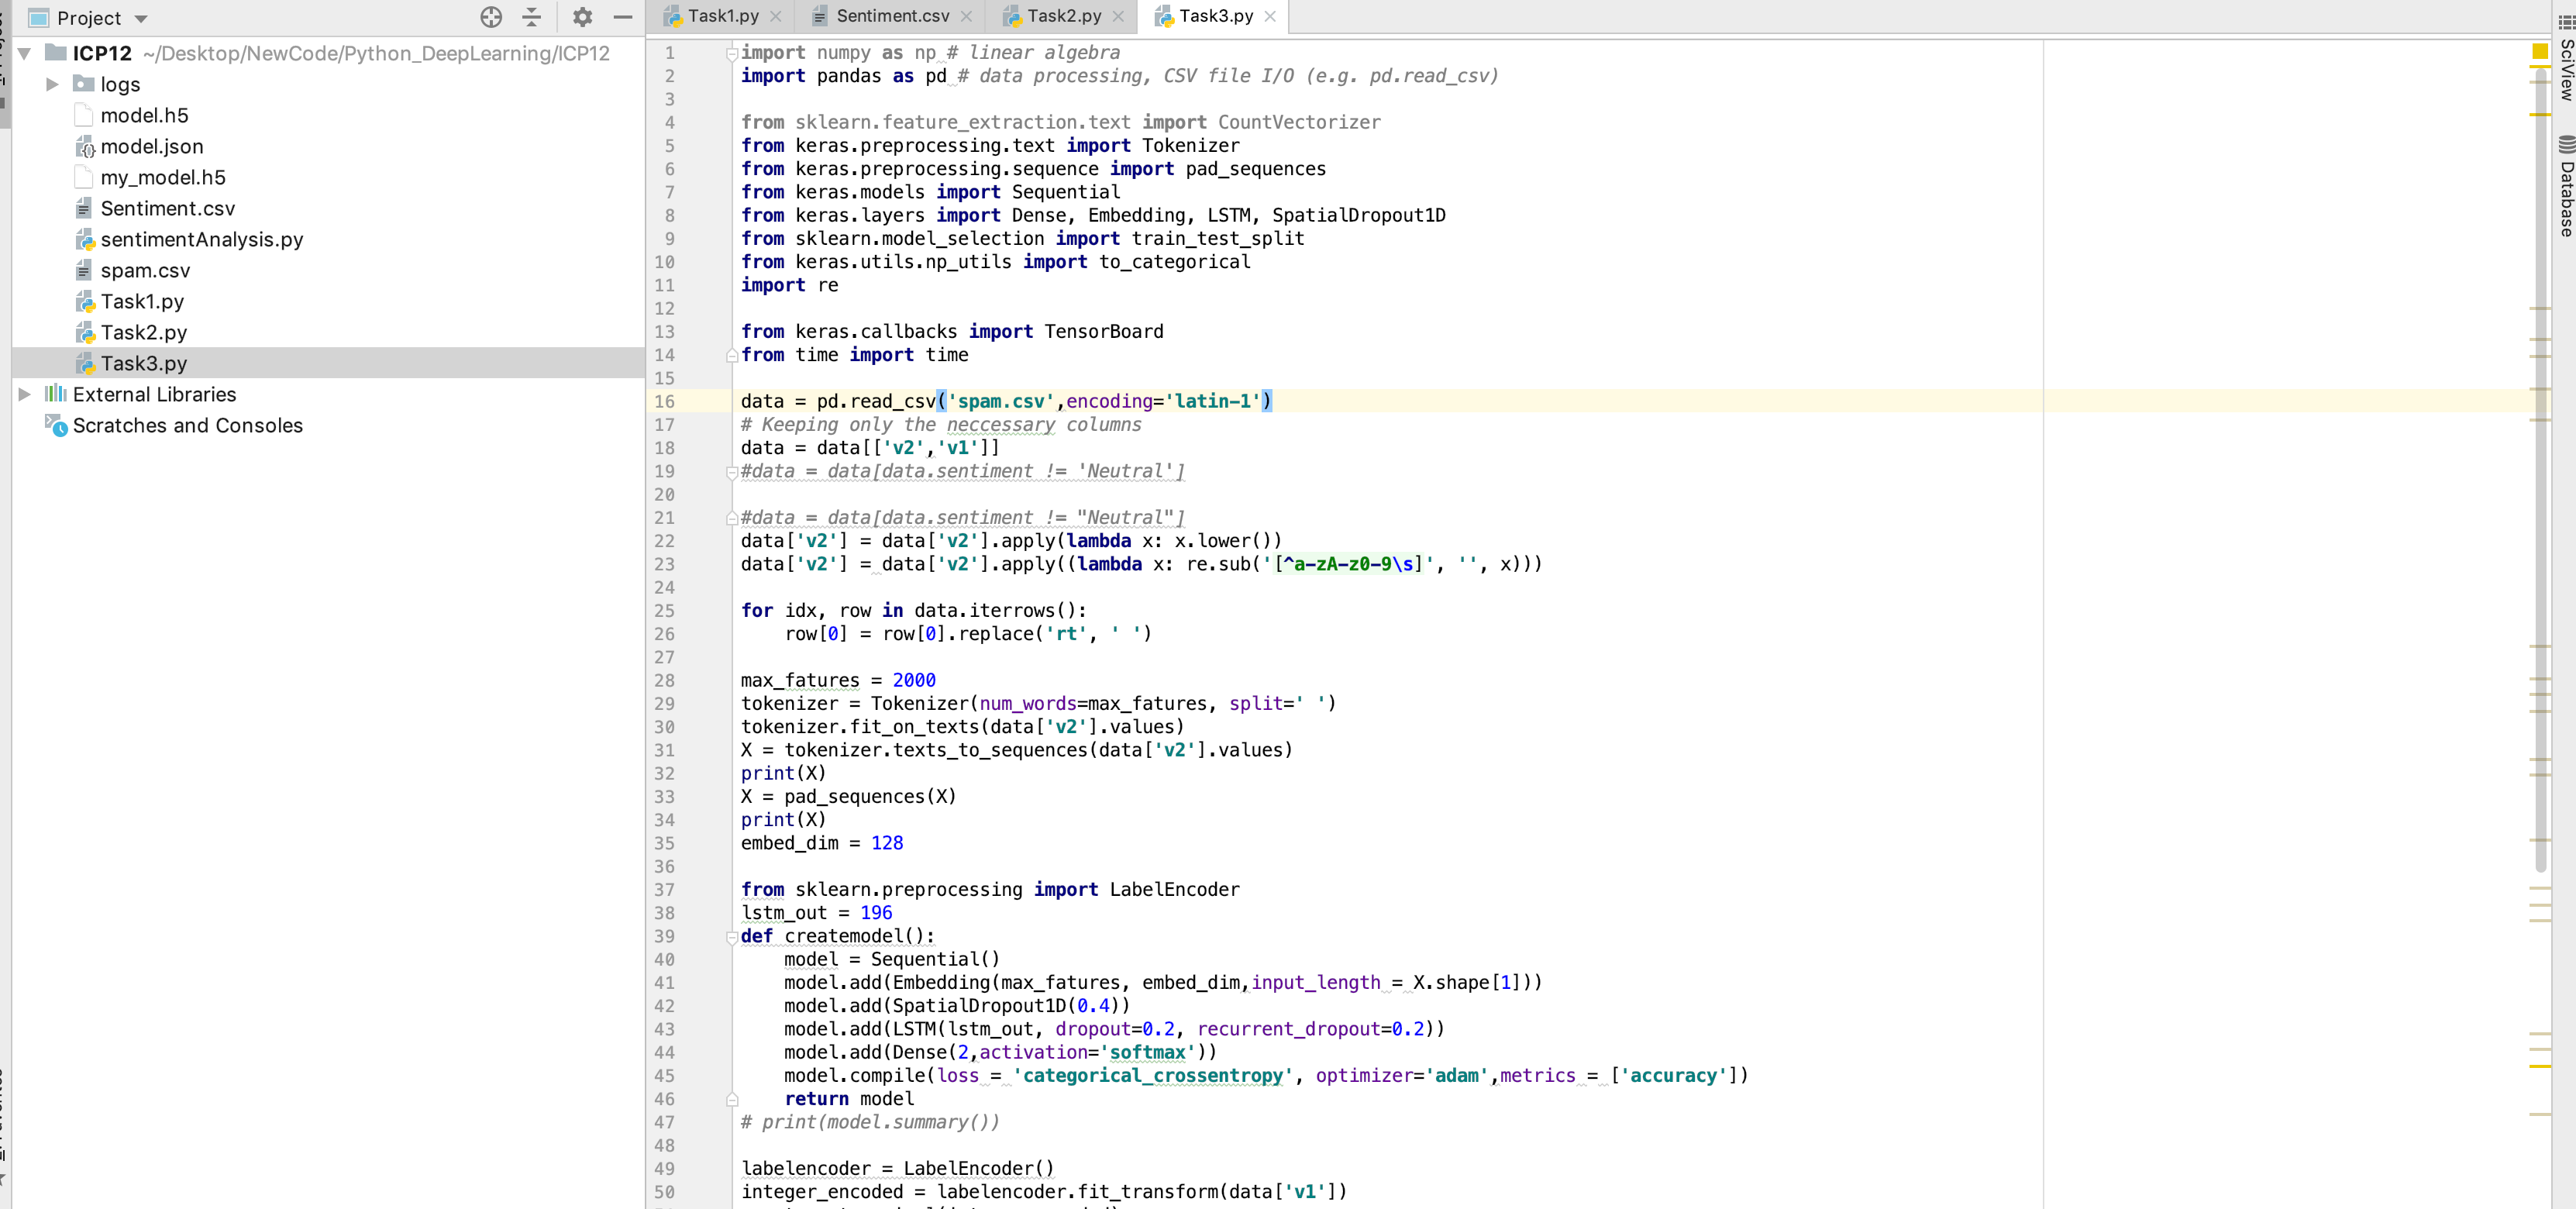 Project
Task1.py
Sentiment.csv
Task2.py
Task3.py
ICP12 ~/Desktop/NewCode/Python_DeepLearning/ICP12
logs
model.h5
model.json
my_model.h5
Sentiment.csv
sentimentAnalysis.py
spam.csv
Task1.py
Task2.py
Task3.py
External Libraries
Scratches and Consoles
1 import numpy as np # linear algebra
2 import pandas as pd # data processing, CSV file I/O (e.g. pd.read_csv)
3
4 from sklearn.feature_extraction.text import CountVectorizer
5 from keras.preprocessing.text import Tokenizer
6 from keras.preprocessing.sequence import pad_sequences
7 from keras.models import Sequential
8 from keras.layers import Dense, Embedding, LSTM, SpatialDropout1D
9 from sklearn.model_selection import train_test_split
10 from keras.utils.np_utils import to_categorical
11 import re
12
13 from keras.callbacks import TensorBoard
14 from time import time
15
16 data = pd.read_csv('spam.csv',encoding='latin-1')
17 # Keeping only the neccessary columns
18 data = data[['v2','v1']]
19 #data = data[data.sentiment != 'Neutral']
20
21 #data = data[data.sentiment != "Neutral"]
22 data['v2'] = data['v2'].apply(lambda x: x.lower())
23 data['v2'] = data['v2'].apply((lambda x: re.sub('[^a-zA-z0-9\s]', '', x)))
24
25 for idx, row in data.iterrows():
26     row[0] = row[0].replace('rt', ' ')
27
28 max_fatures = 2000
29 tokenizer = Tokenizer(num_words=max_fatures, split=' ')
30 tokenizer.fit_on_texts(data['v2'].values)
31 X = tokenizer.texts_to_sequences(data['v2'].values)
32 print(X)
33 X = pad_sequences(X)
34 print(X)
35 embed_dim = 128
36
37 from sklearn.preprocessing import LabelEncoder
38 lstm_out = 196
39 def createmodel():
40     model = Sequential()
41     model.add(Embedding(max_fatures, embed_dim,input_length = X.shape[1]))
42     model.add(SpatialDropout1D(0.4))
43     model.add(LSTM(lstm_out, dropout=0.2, recurrent_dropout=0.2))
44     model.add(Dense(2,activation='softmax'))
45     model.compile(loss = 'categorical_crossentropy', optimizer='adam',metrics = ['accuracy'])
46     return model
47 # print(model.summary())
48
49 labelencoder = LabelEncoder()
50 integer_encoded = labelencoder.fit_transform(data['v1'])
SciView
Database